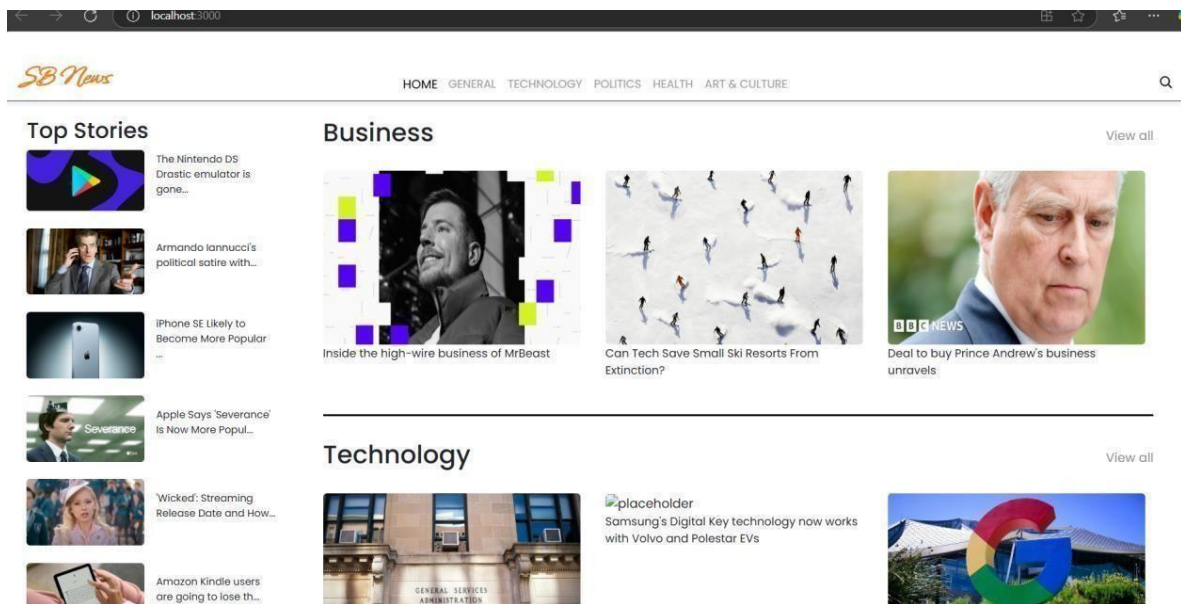 localhost:3000
SB News
HOME GENERAL TECHNOLOGY POLITICS HEALTH ART & CULTURE
Top Stories
The Nintendo DS
Drastic emulator is
gone...
Armando Iannucci's
political satire with...
iPhone SE Likely to
Become More Popular
...
Severance
Apple Says 'Severance'
Is Now More Popul...
'Wicked': Streaming
Release Date and How...
Amazon Kindle users
are going to lose th...
Business
View all
Inside the high-wire business of MrBeast
Can Tech Save Small Ski Resorts From
Extinction?
BBC NEWS
Deal to buy Prince Andrew's business
unravels
Technology
View all
GENERAL SERVICES
ADMINISTRATION
placeholder
Samsung's Digital Key technology now works
with Volvo and Polestar EVs